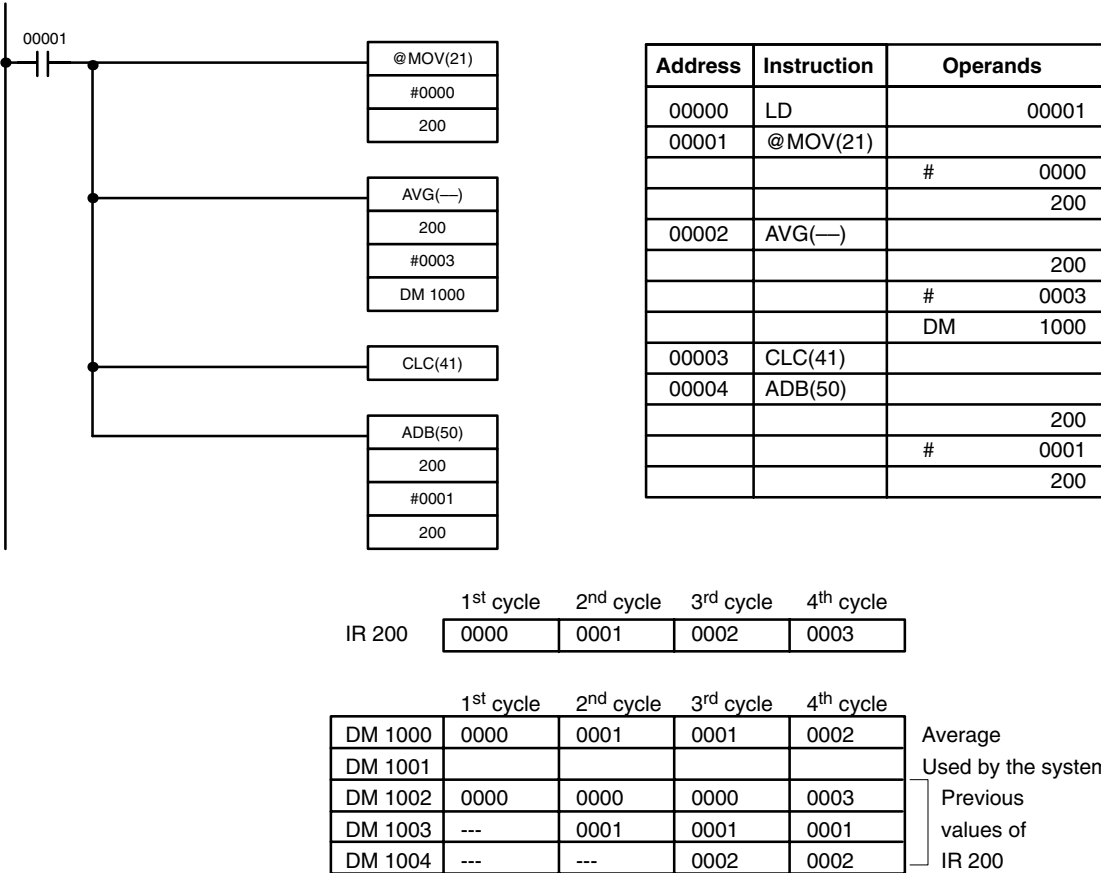 00001
@MOV(21)
#0000
200
AVG(—)
200
#0003
DM 1000
CLC(41)
ADB(50)
200
#0001
200
Address Instruction Operands
00000 LD 00001
00001 @MOV(21)
# 0000
200
00002 AVG(—)
200
# 0003
DM 1000
00003 CLC(41)
00004 ADB(50)
200
# 0001
200
1st cycle 2nd cycle 3rd cycle 4th cycle
IR 200 0000 0001 0002 0003
1st cycle 2nd cycle 3rd cycle 4th cycle
DM 1000 0000 0001 0001 0002 Average
DM 1001 Used by the system
DM 1002 0000 0000 0000 0003 Previous
DM 1003 --- 0001 0001 0001 values of
DM 1004 --- --- 0002 0002 IR 200